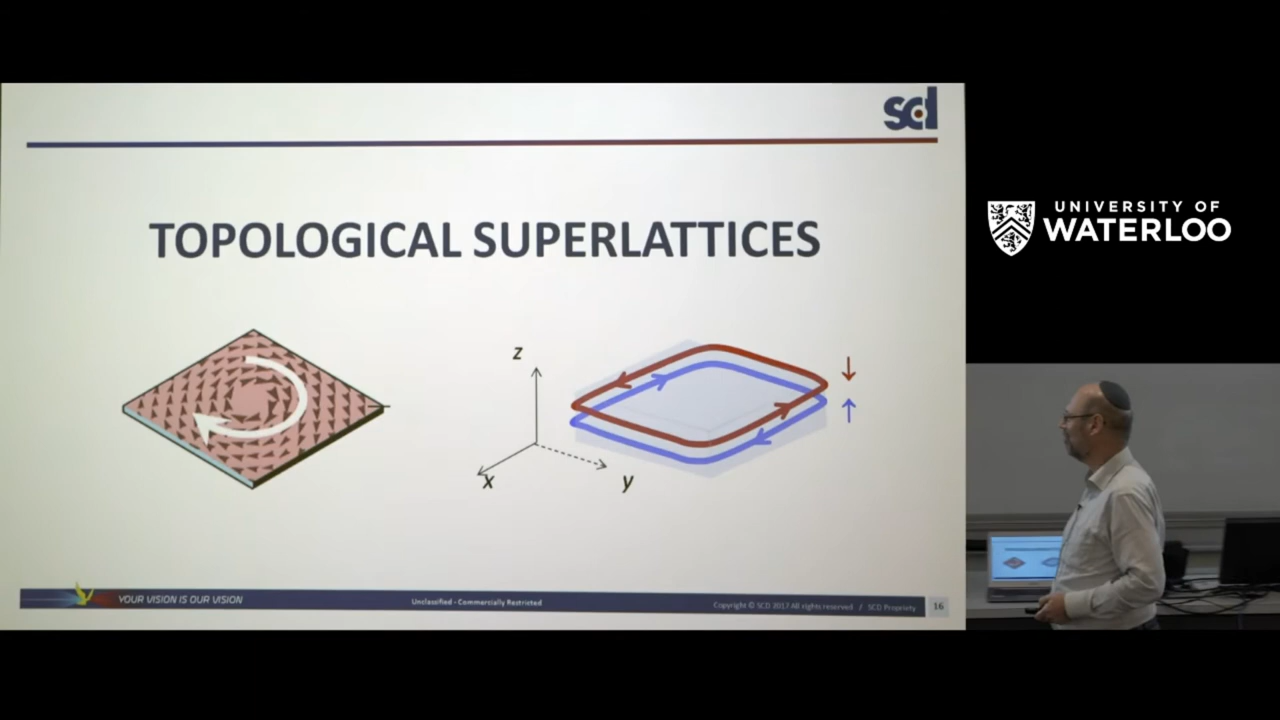 scd
TOPOLOGICAL SUPERLATTICES
z
x
y
YOUR VISION IS OUR VISION
Unclassified - Commercially Restricted
Copyright © SCD 2017 All rights reserved / SCD Propriety
16
UNIVERSITY OF
WATERLOO